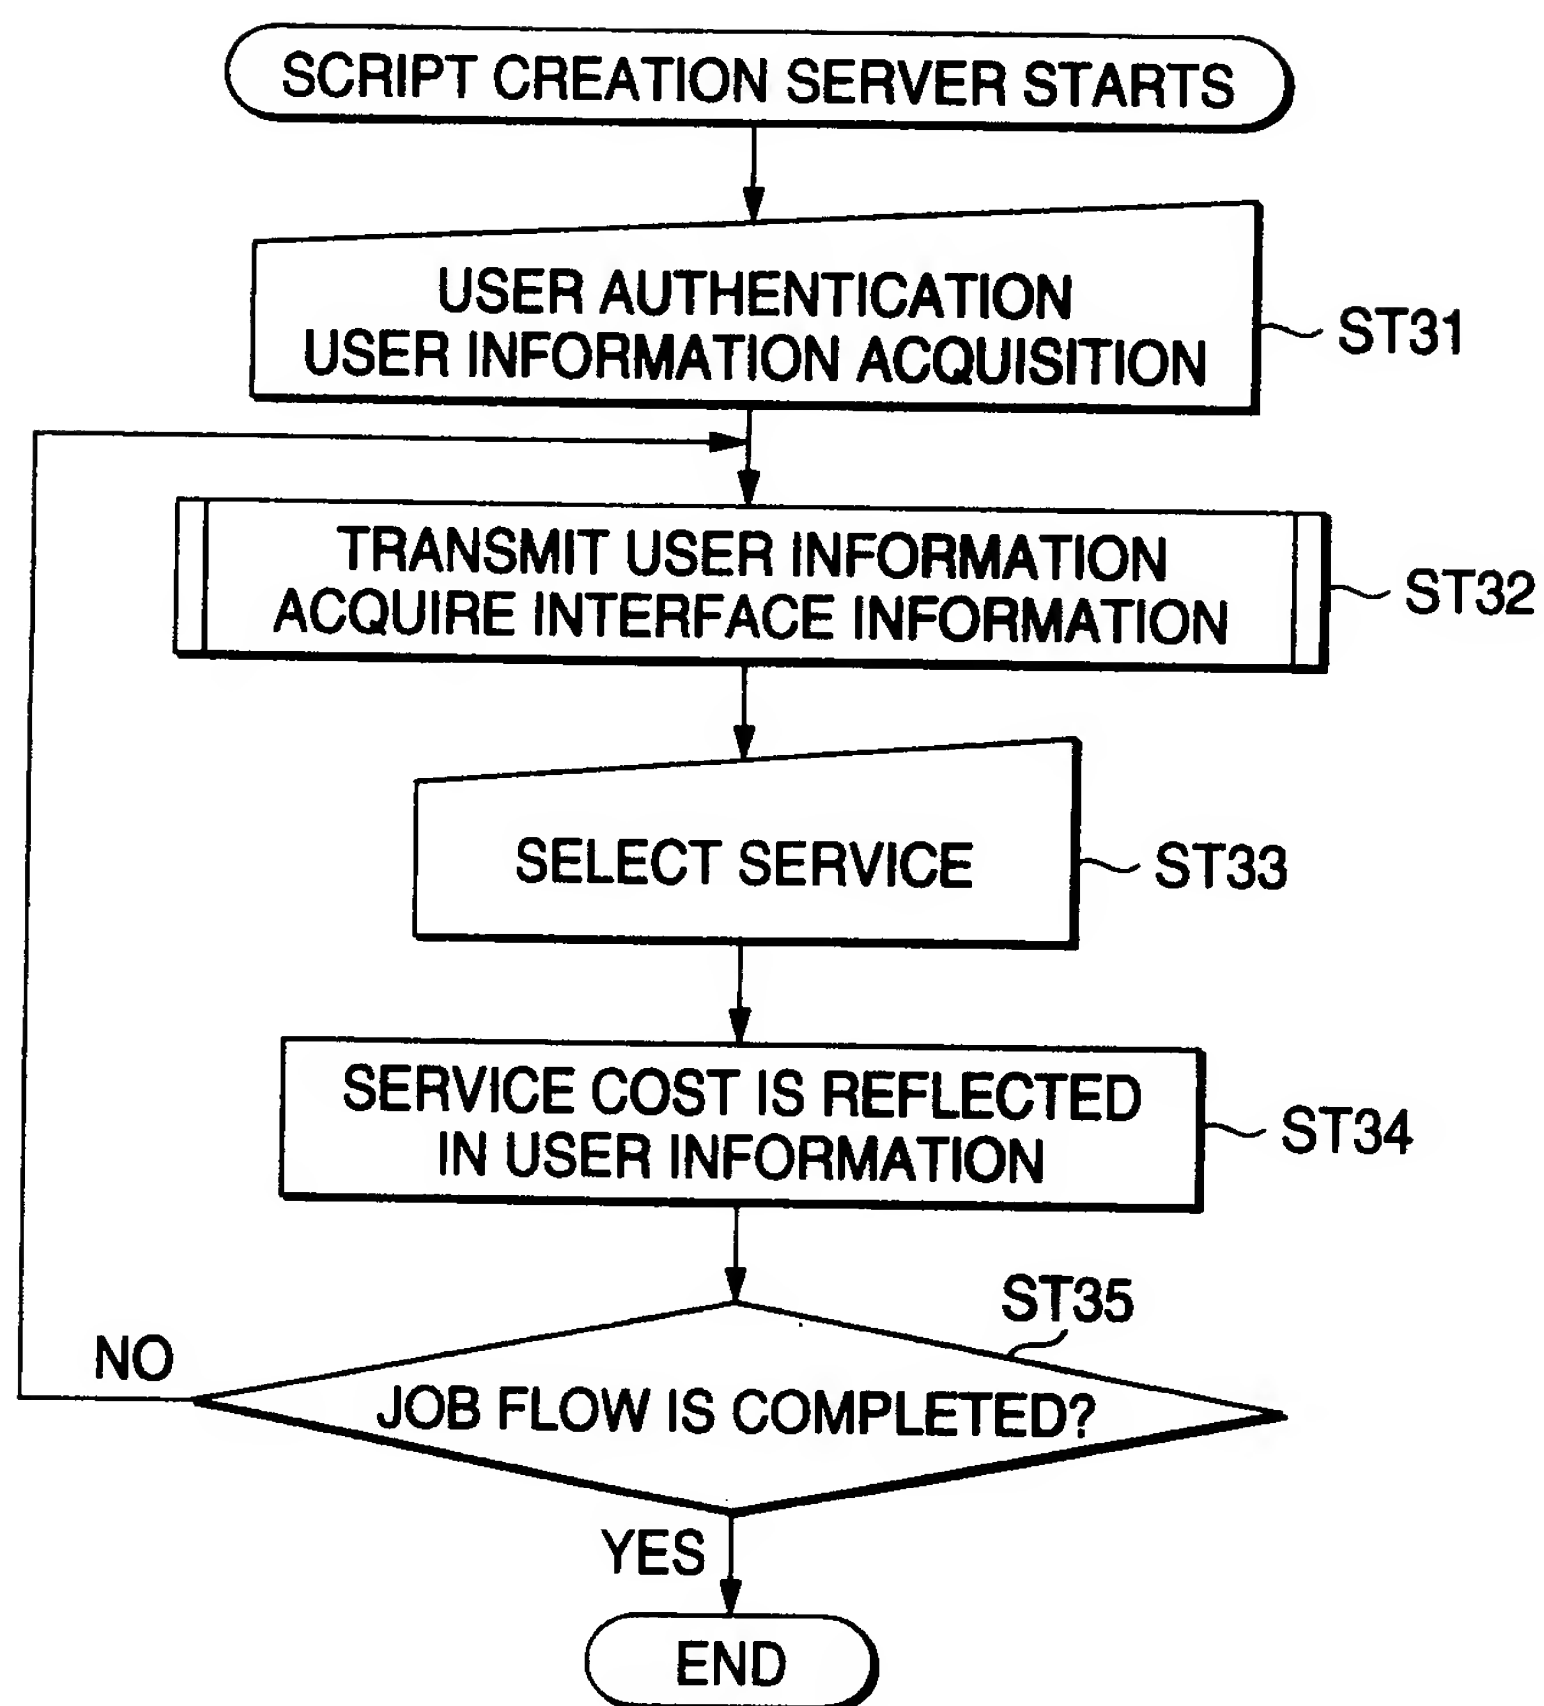 SCRIPT CREATION SERVER STARTS
USER AUTHENTICATION
USER INFORMATION ACQUISITION
ST31
TRANSMIT USER INFORMATION
ACQUIRE INTERFACE INFORMATION
ST32
SELECT SERVICE
ST33
SERVICE COST IS REFLECTED
IN USER INFORMATION
ST34
ST35
NO
JOB FLOW IS COMPLETED?
YES
END